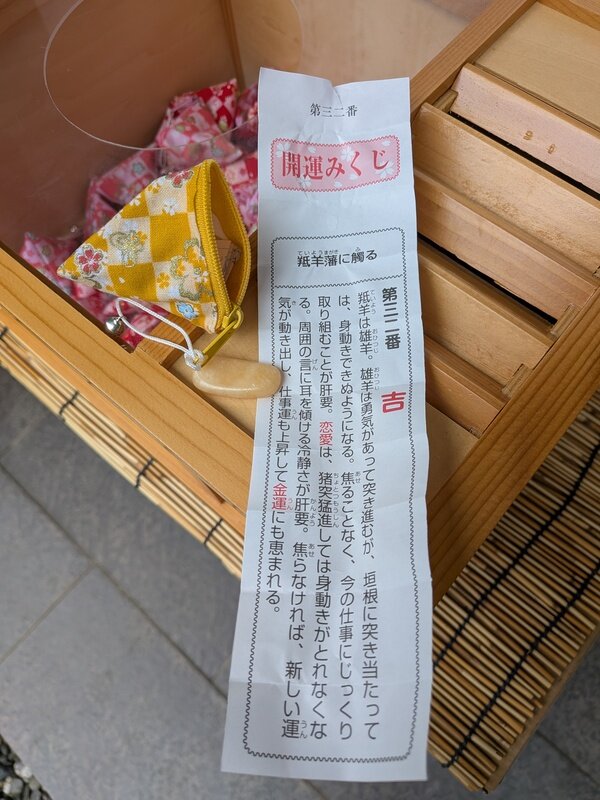 第三二番
開運みくじ
羝羊藩に觸る
第三二番 吉
羝羊は雄羊。雄羊は勇気があって突き進むが、垣根に突き当たって
は、身動きできぬようになる。焦ることなく、今の仕事にじっくり
取り組むことが肝要。恋愛は、猪突猛進しては身動きがとれなくな
る。周囲の言に耳を傾ける冷静さが肝要。焦らなければ、新しい運
気が動き出し、仕事運も上昇して金運にも恵まれる。